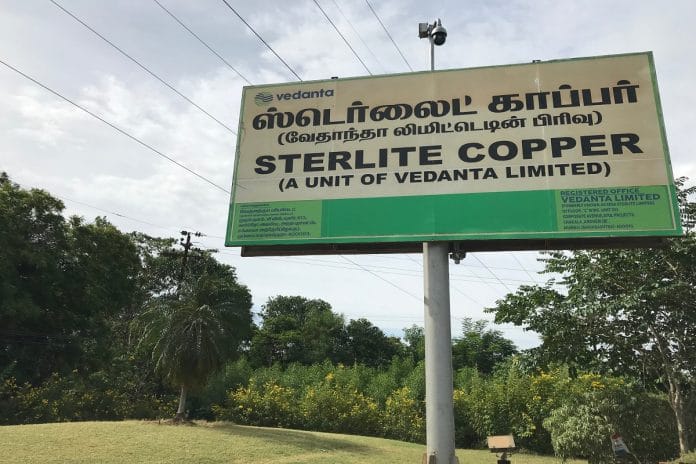 vedanta
ஸ்டெர்லைட் காப்பர்
(வேதாந்தா லிமிட்டெடின் பிரிவு)
STERLITE COPPER
(A UNIT OF VEDANTA LIMITED)
REGISTERED OFFICE
VEDANTA LIMITED